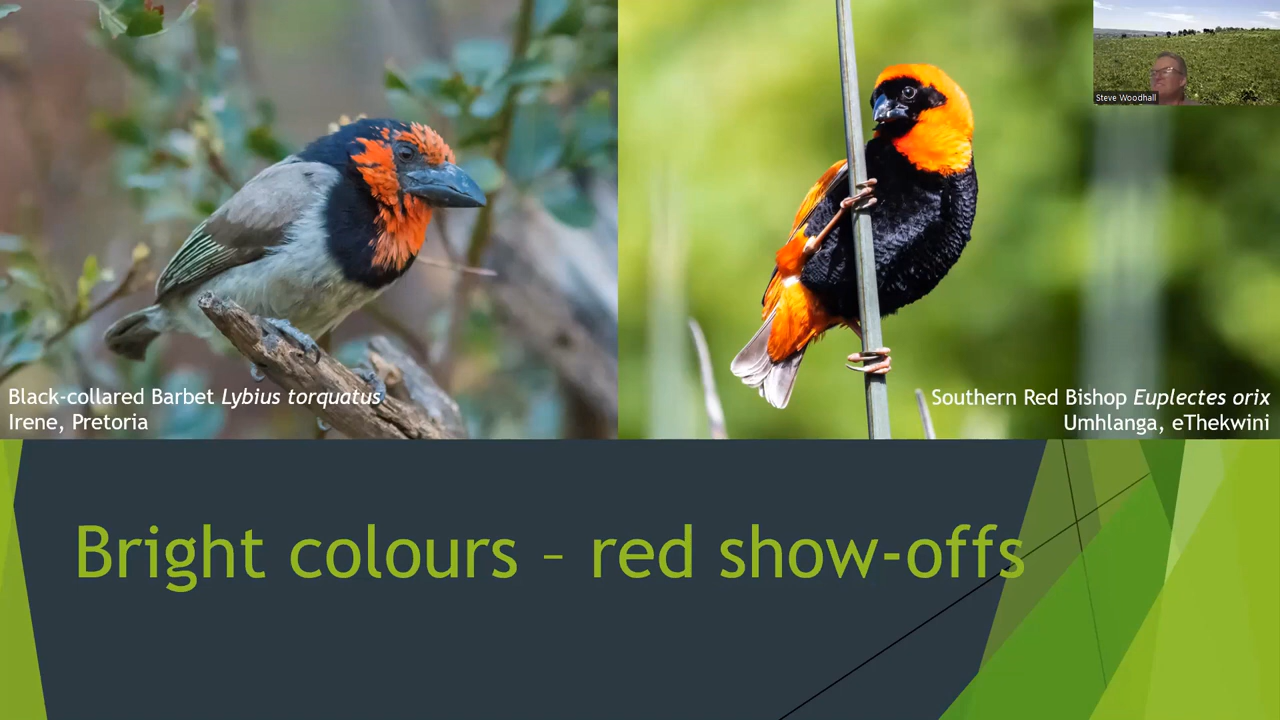 Steve Woodhall
Black-collared Barbet Lybius torquatus
Irene, Pretoria
Southern Red Bishop Euplectes orix
Umhlanga, eThekwini
Bright colours – red show-offs